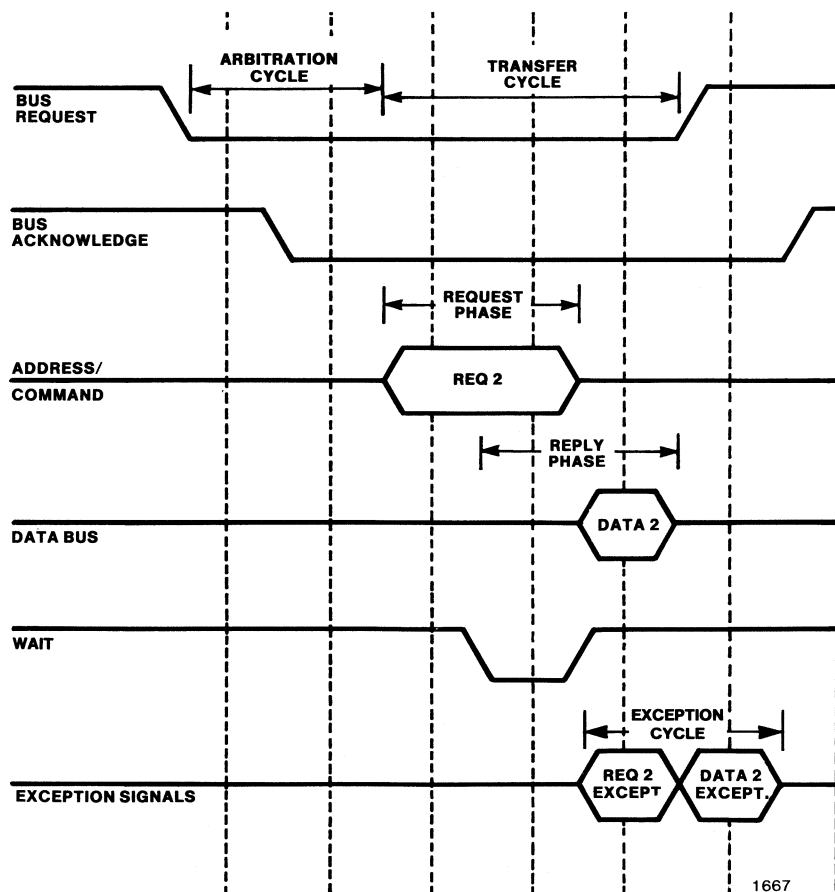 ARBITRATION
CYCLE
TRANSFER
CYCLE
BUS
REQUEST
BUS
ACKNOWLEDGE
REQUEST
PHASE
ADDRESS/
COMMAND
REQ 2
REPLY
PHASE
DATA BUS
DATA 2
WAIT
EXCEPTION
CYCLE
EXCEPTION SIGNALS
REQ 2
EXCEPT
DATA 2
EXCEPT.
1667